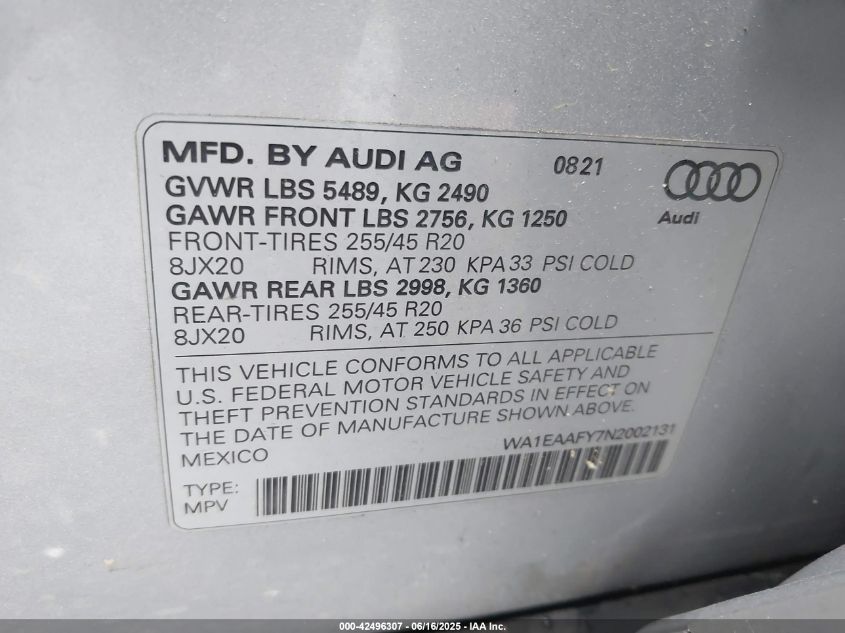 MFD. BY AUDI AG 0821
GVWR LBS 5489, KG 2490
GAWR FRONT LBS 2756, KG 1250
Audi
FRONT-TIRES 255/45 R20
8JX20 RIMS, AT 230 KPA 33 PSI COLD
GAWR REAR LBS 2998, KG 1360
REAR-TIRES 255/45 R20
8JX20 RIMS, AT 250 KPA 36 PSI COLD
THIS VEHICLE CONFORMS TO ALL APPLICABLE
U.S. FEDERAL MOTOR VEHICLE SAFETY AND
THEFT PREVENTION STANDARDS IN EFFECT ON
THE DATE OF MANUFACTURE SHOWN ABOVE.
MEXICO WA1EAAFY7N2002131
TYPE:
MPV
000-42496307 - 06/16/2025 - IAA Inc.